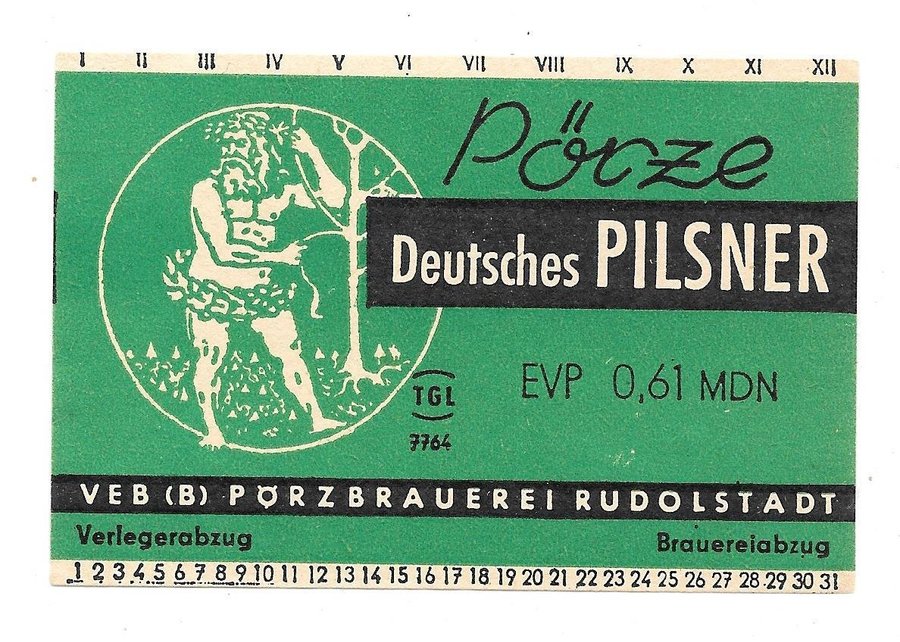 I II III IV V VI VII VIII IX X XI XII
Pörze
Deutsches PILSNER
EVP 0,61 MDN
TGL
7764
VEB (B) PÖRZBRAUEREI RUDOLSTADT
Verlegerabzug
Brauereiabzug
1 2 3 4 5 6 7 8 9 10 11 12 13 14 15 16 17 18 19 20 21 22 23 24 25 26 27 28 29 30 31